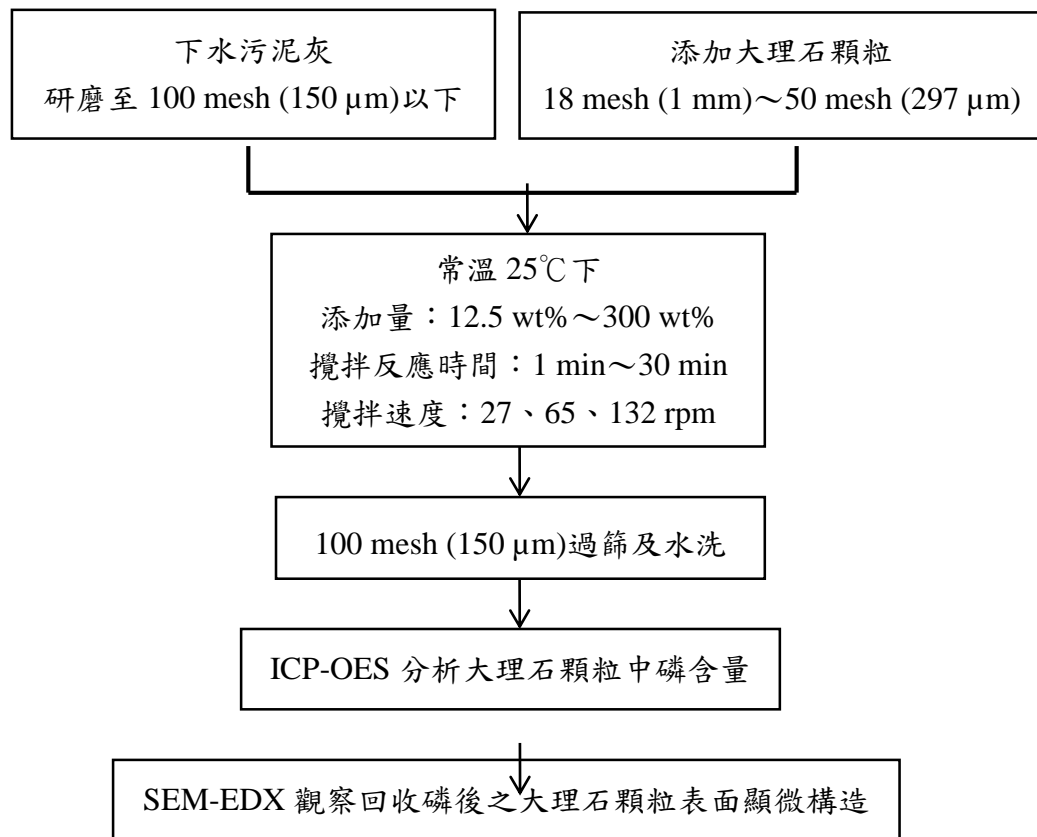 下水污泥灰
研磨至 100 mesh (150 µm)以下
添加大理石顆粒
18 mesh (1 mm)～50 mesh (297 µm)
常溫 25℃下
添加量：12.5 wt%～300 wt%
攪拌反應時間：1 min～30 min
攪拌速度：27、65、132 rpm
100 mesh (150 µm)過篩及水洗
ICP-OES 分析大理石顆粒中磷含量
SEM-EDX 觀察回收磷後之大理石顆粒表面顯微構造